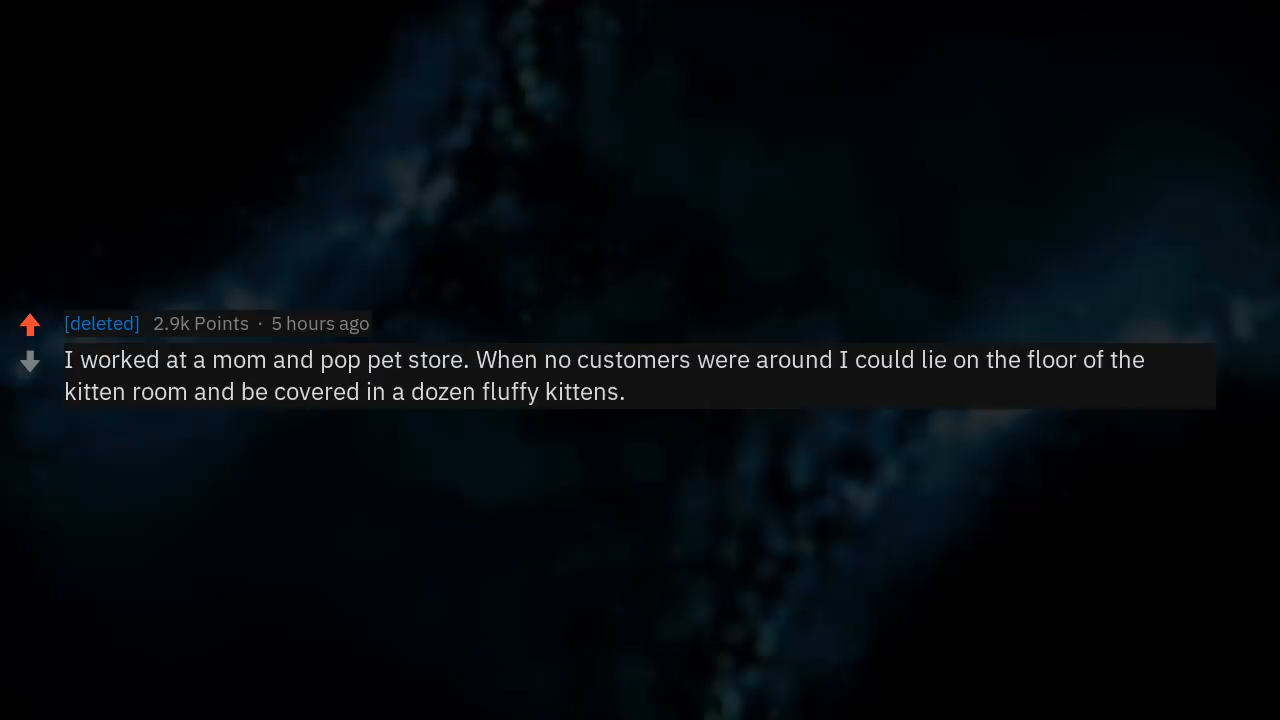 [deleted] 2.9k Points · 5 hours ago
I worked at a mom and pop pet store. When no customers were around I could lie on the floor of the
kitten room and be covered in a dozen fluffy kittens.